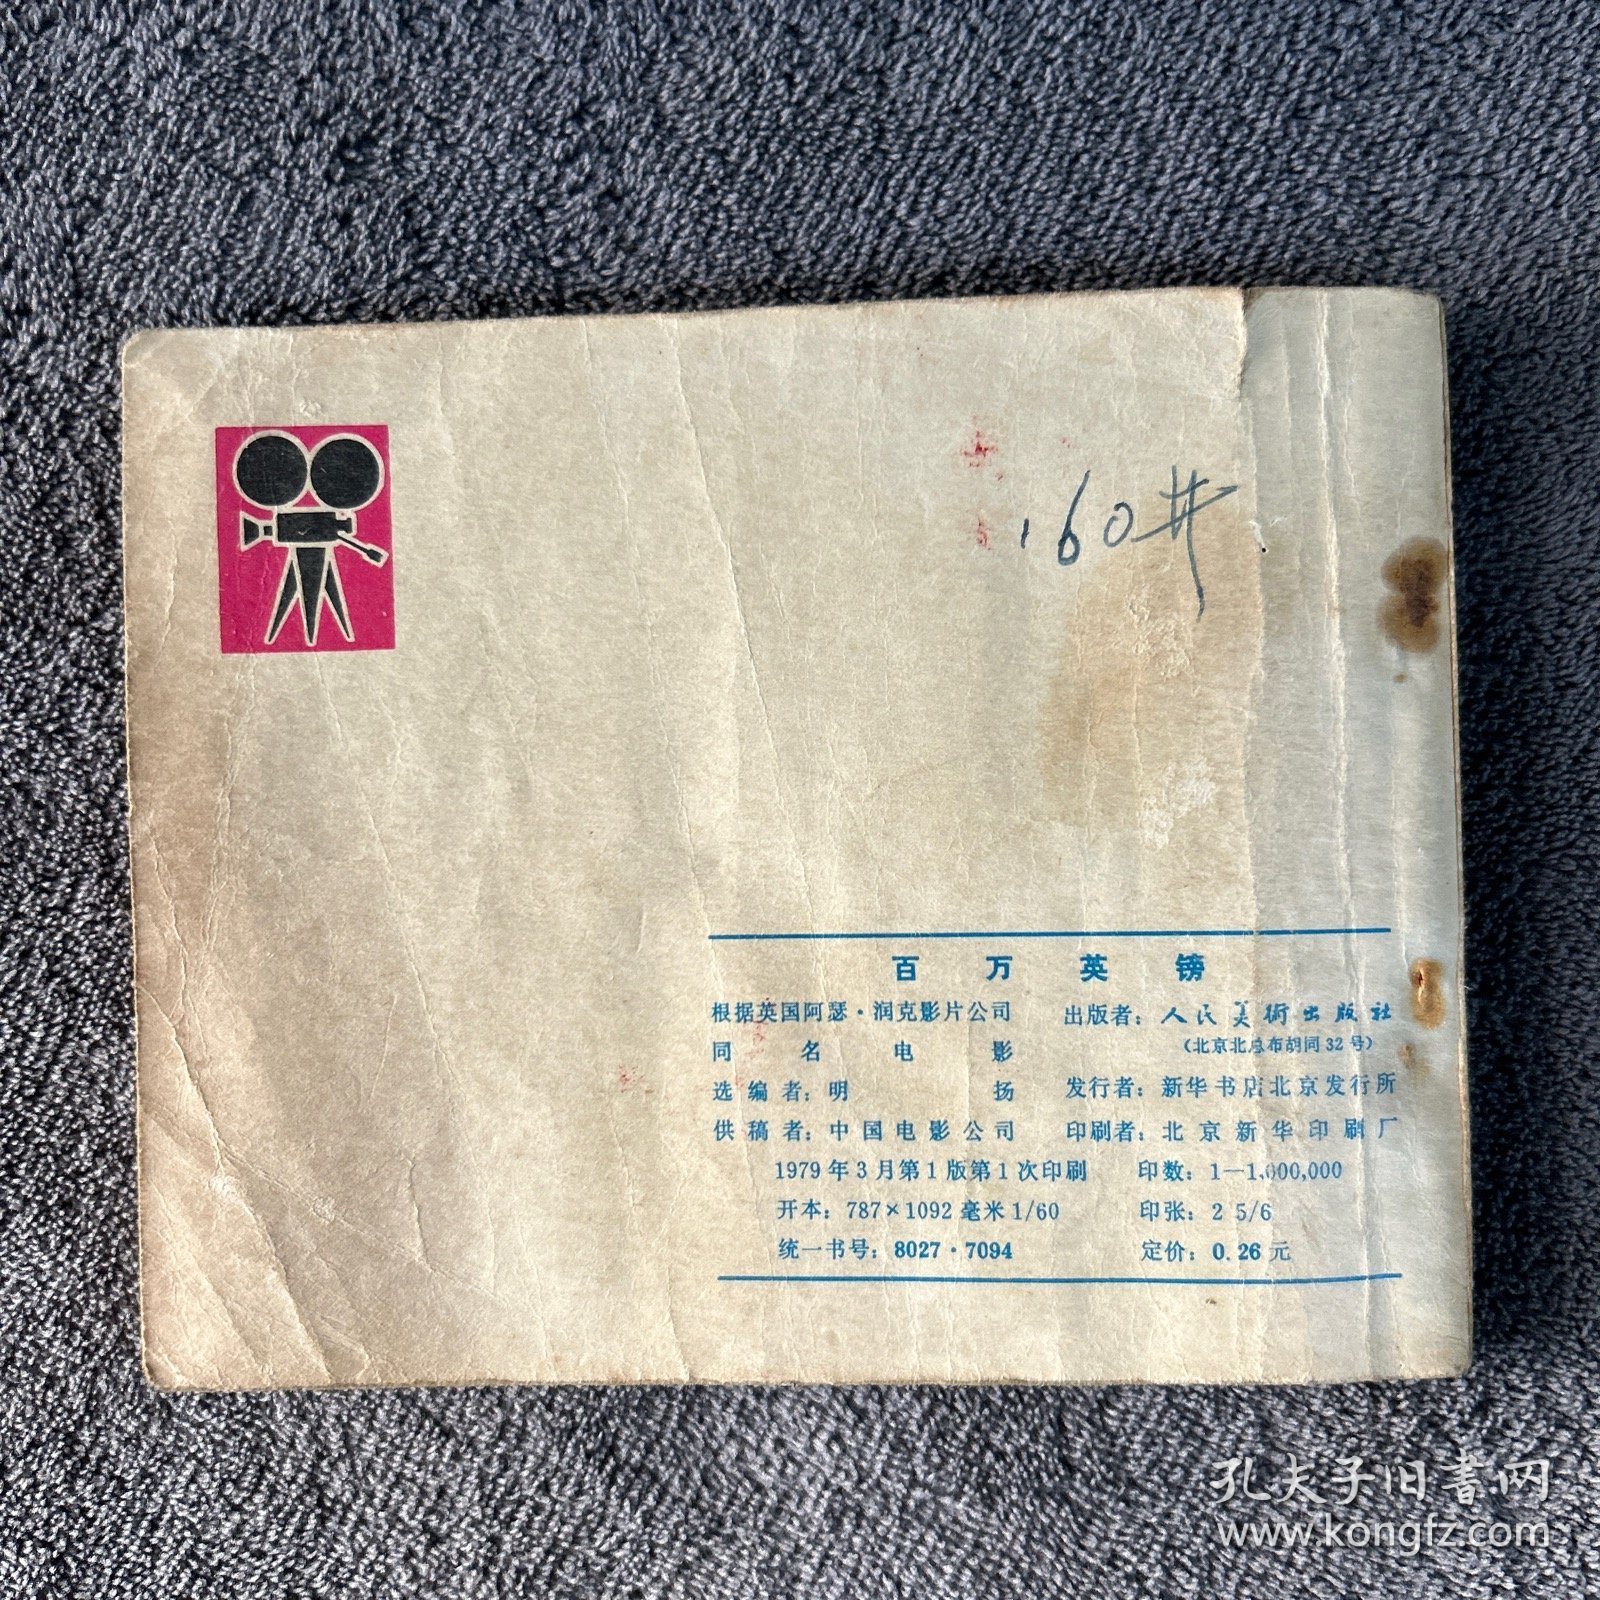 160#
百万英镑
根据英国阿瑟·润克影片公司
同名电影
选编者：明扬
供稿者：中国电影公司
出版者：人民美术出版社
（北京北总布胡同32号）
发行者：新华书店北京发行所
印刷者：北京新华印刷厂
1979年3月第1版第1次印刷 印数：1—1,000,000
开本：787×1092毫米1/60 印张：2 5/6
统一书号：8027·7094 定价：0.26元
孔夫子旧书网
www.kongfz.com